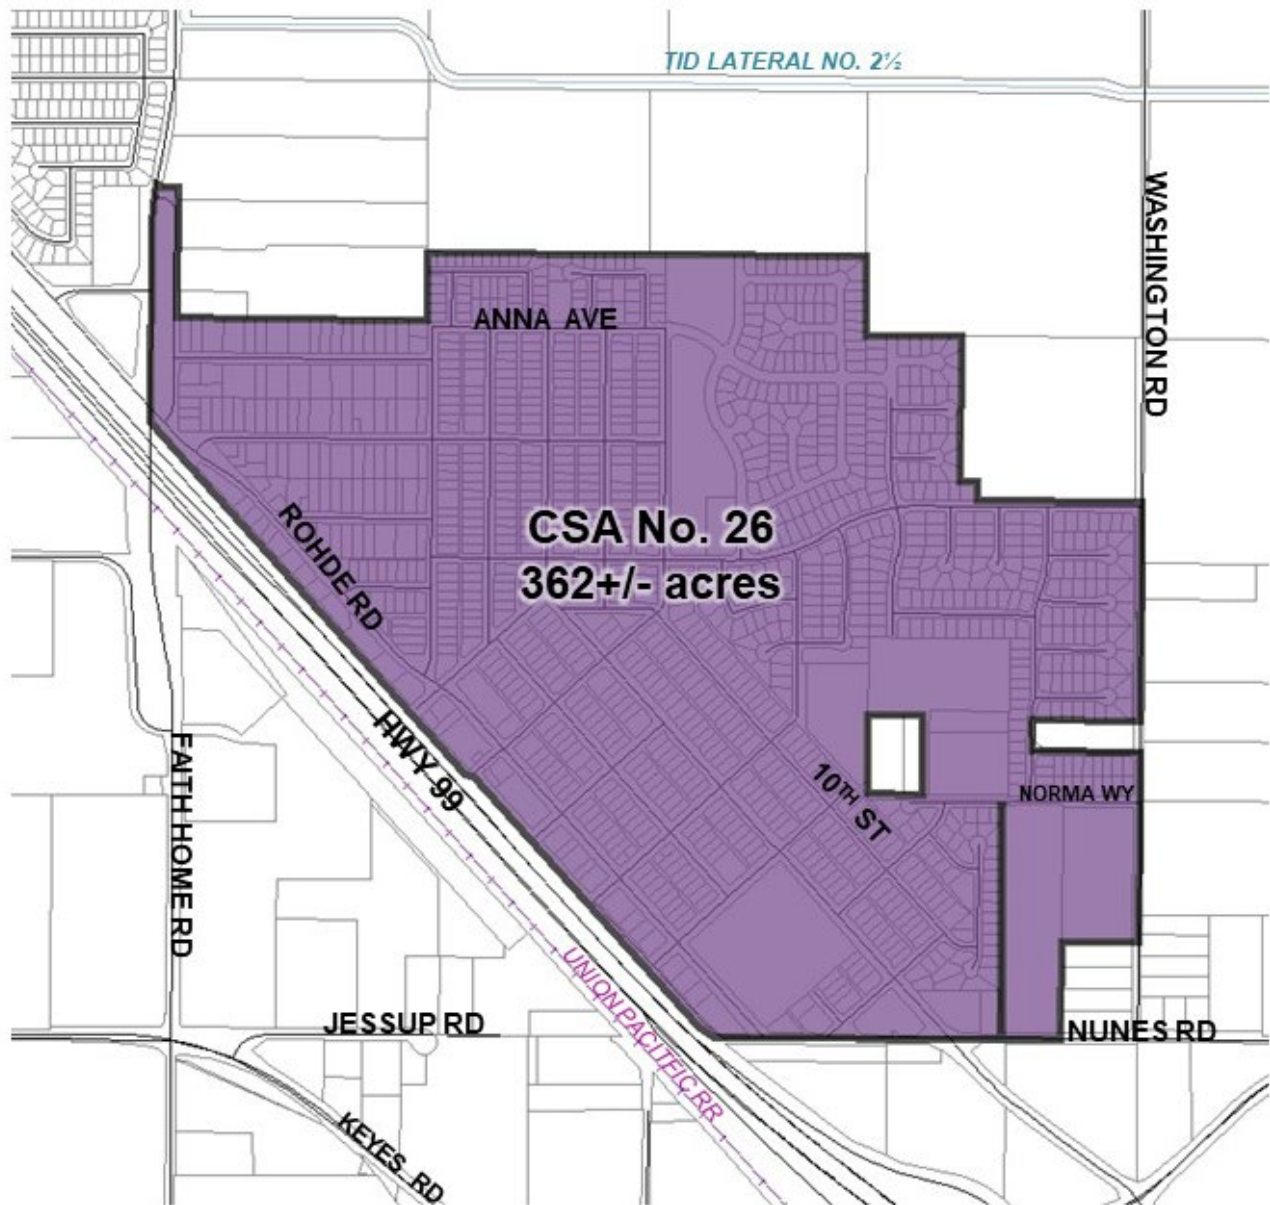 TID LATERAL NO. 2½
WASHINGTON RD
ANNA AVE
CSA No. 26
362+/- acres
ROHDE RD
HWY 99
FAITH HOME RD
10TH ST
NORMA WY
UNION PACITFIC RR
JESSUP RD
NUNES RD
KEYES RD